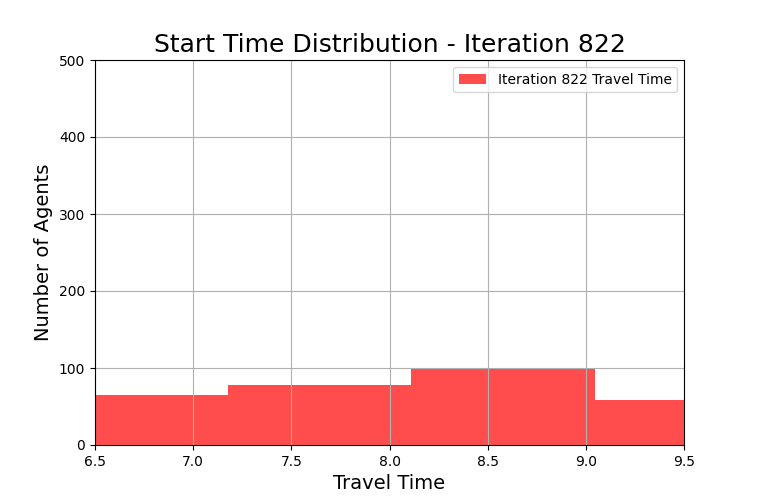 Start Time Distribution - Iteration 822
Iteration 822 Travel Time
Number of Agents
500
400
300
200
100
0
6.5 7.0 7.5 8.0 8.5 9.0 9.5
Travel Time